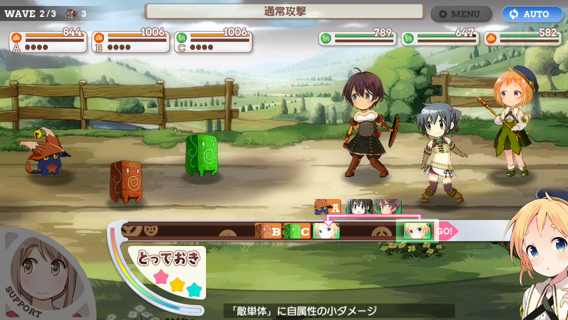 WAVE 2/3 3
通常攻撃
MENU
AUTO
844
A
1006
B
1006
C
789
647
582
A
B
C
GO!
とっておき
SUPPORT
「敵単体」に自属性の小ダメージ